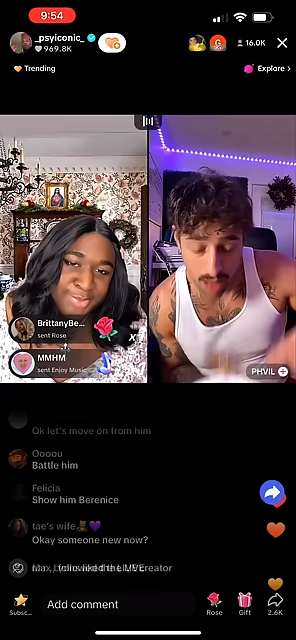 9:54
_psyiconic_
969.8K
G
16.0K
Trending
Explore ›
BrittanyBe...
sent Rose
x
MMHM
sent Enjoy Music
PHVIL
Ok let's move on from him
Oooou
Battle him
Felicia
Show him Berenice
tae's wife
Okay someone new now?
Subsc...
Add comment
Rose
Gift
2.6K